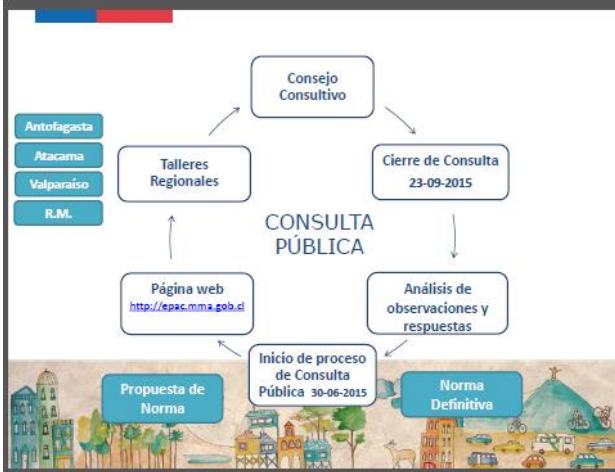 Consejo
Consultivo
Antofagasta
Atacama
Valparaíso
R.M.
Talleres
Regionales
Cierre de Consulta
23-09-2015
CONSULTA
PÚBLICA
Página web
http://epac.mma.gob.cl
Análisis de
observaciones y
respuestas
Inicio de proceso
de Consulta
Pública 30-06-2015
Propuesta de
Norma
Norma
Definitiva